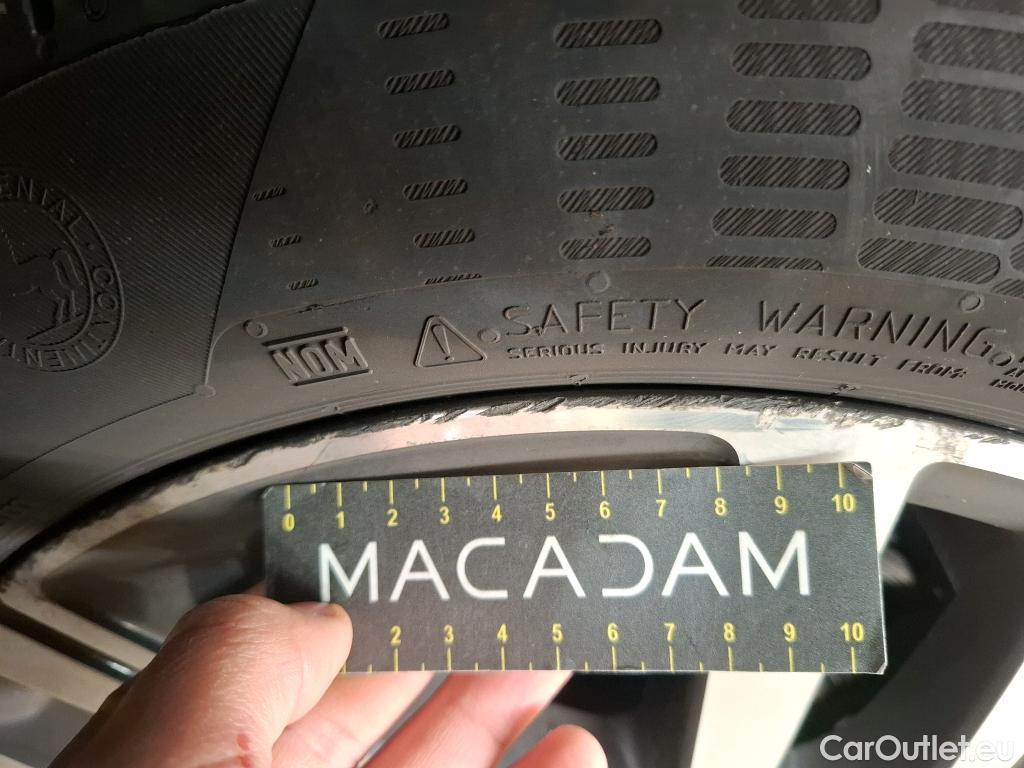 CONTINENTAL
NOM
SAFETY WARNING
SERIOUS INJURY MAY RESULT FROM
0 1 2 3 4 5 6 7 8 9 10
MACADAM
2 3 4 5 6 7 8 9 10
CarOutlet.eu